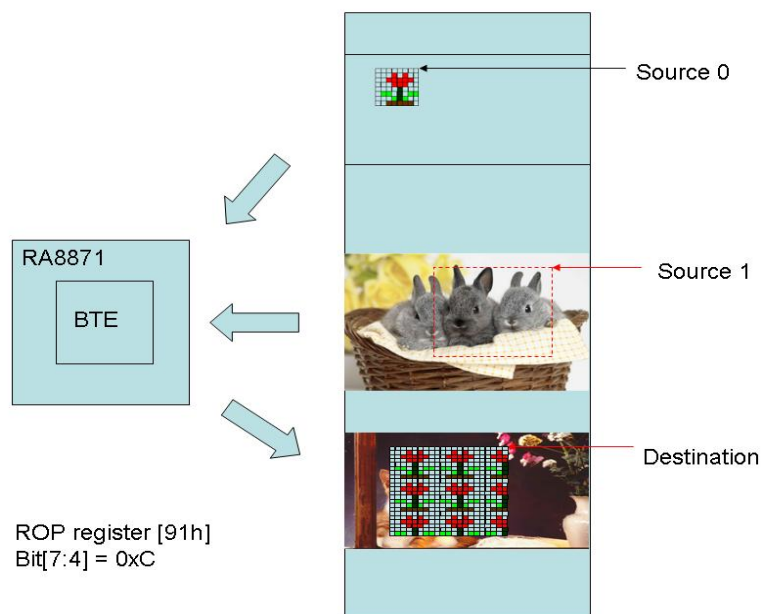 Source 0
RA8871
BTE
Source 1
Destination
ROP register [91h]
Bit[7:4] = 0xC